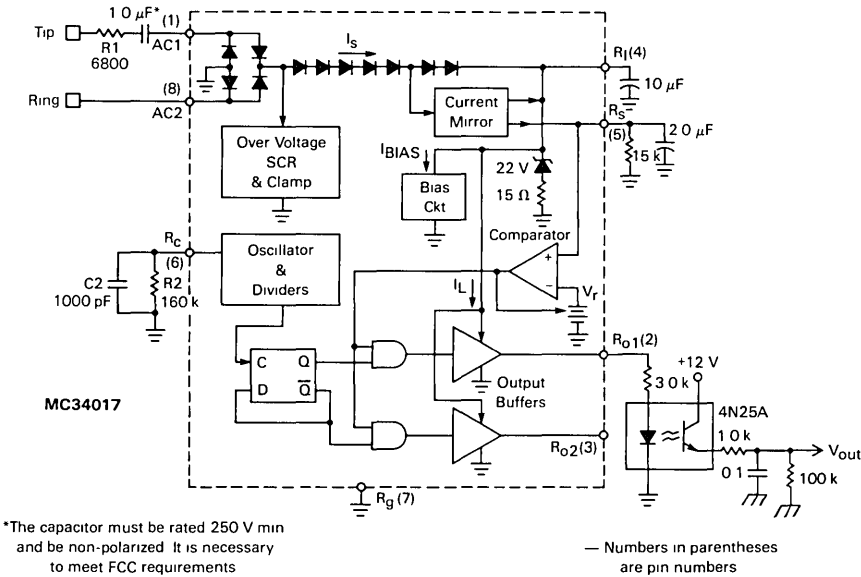 1 0 µF*
(1)
AC1
Tip
R1
6800
Ring
(8)
AC2
Is
RI(4)
10 µF
Current
Mirror
Rs
(5)
2 0 µF
15 k
Over Voltage
SCR
& Clamp
IBIAS
Bias
Ckt
22 V
15 Ω
Comparator
+
−
Vr
Rc
(6)
C2
1000 pF
R2
160 k
Oscillator
&
Dividers
IL
C Q
D Q̅
Output
Buffers
Ro1(2)
Ro2(3)
3 0 k
+12 V
4N25A
1 0 k
0 1
100 k
Vout
MC34017
Rg (7)
*The capacitor must be rated 250 V min
and be non-polarized It is necessary
to meet FCC requirements
— Numbers in parentheses
are pin numbers